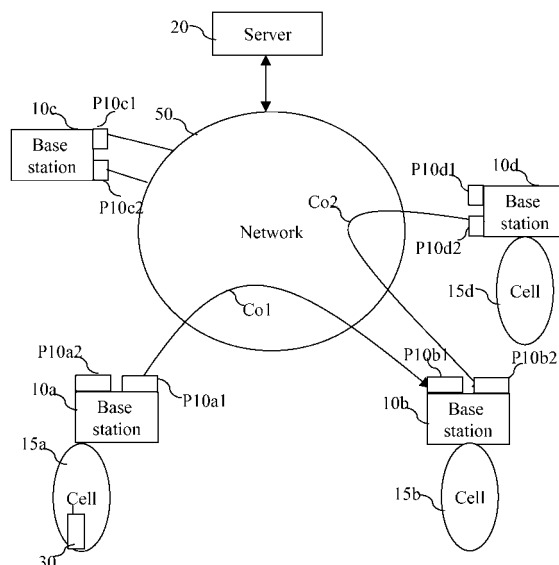 20
Server
P10c1
10c
50
Base
station
P10c2
P10d1
10d
Base
station
P10d2
Co2
Network
15d
Cell
Co1
P10a2
10a
Base
station
P10a1
P10b1
P10b2
10b
Base
station
15a
Cell
30
15b
Cell